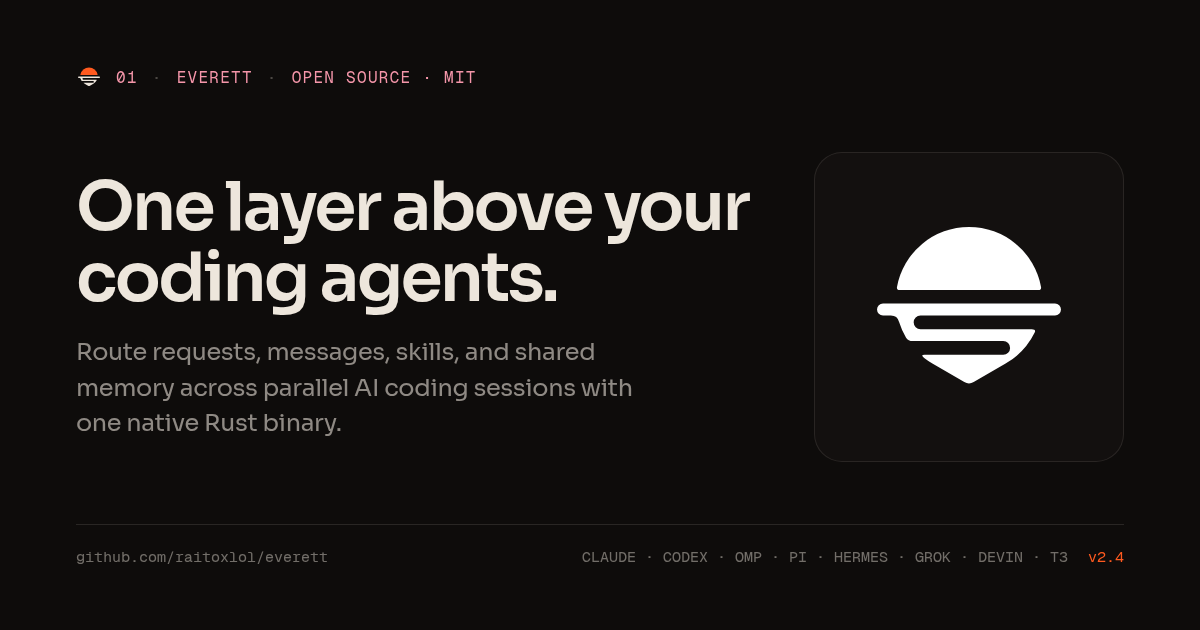 01 · EVERETT · OPEN SOURCE · MIT
One layer above your
coding agents.
Route requests, messages, skills, and shared
memory across parallel AI coding sessions with
one native Rust binary.
github.com/raitoxlol/everett
CLAUDE · CODEX · OMP · PI · HERMES · GROK · DEVIN · T3 v2.4